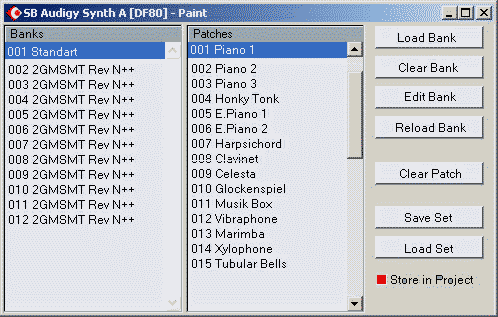 SB Audigy Synth A [DF80] - Paint
Banks
001 Standart
002 2GMSMT Rev N++
003 2GMSMT Rev N++
004 2GMSMT Rev N++
005 2GMSMT Rev N++
006 2GMSMT Rev N++
007 2GMSMT Rev N++
008 2GMSMT Rev N++
009 2GMSMT Rev N++
010 2GMSMT Rev N++
011 2GMSMT Rev N++
012 2GMSMT Rev N++
Patches
001 Piano 1
002 Piano 2
003 Piano 3
004 Honky Tonk
005 E.Piano 1
006 E.Piano 2
007 Harpsichord
008 Clavinet
009 Celesta
010 Glockenspiel
011 Musik Box
012 Vibraphone
013 Marimba
014 Xylophone
015 Tubular Bells
Load Bank
Clear Bank
Edit Bank
Reload Bank
Clear Patch
Save Set
Load Set
Store in Project